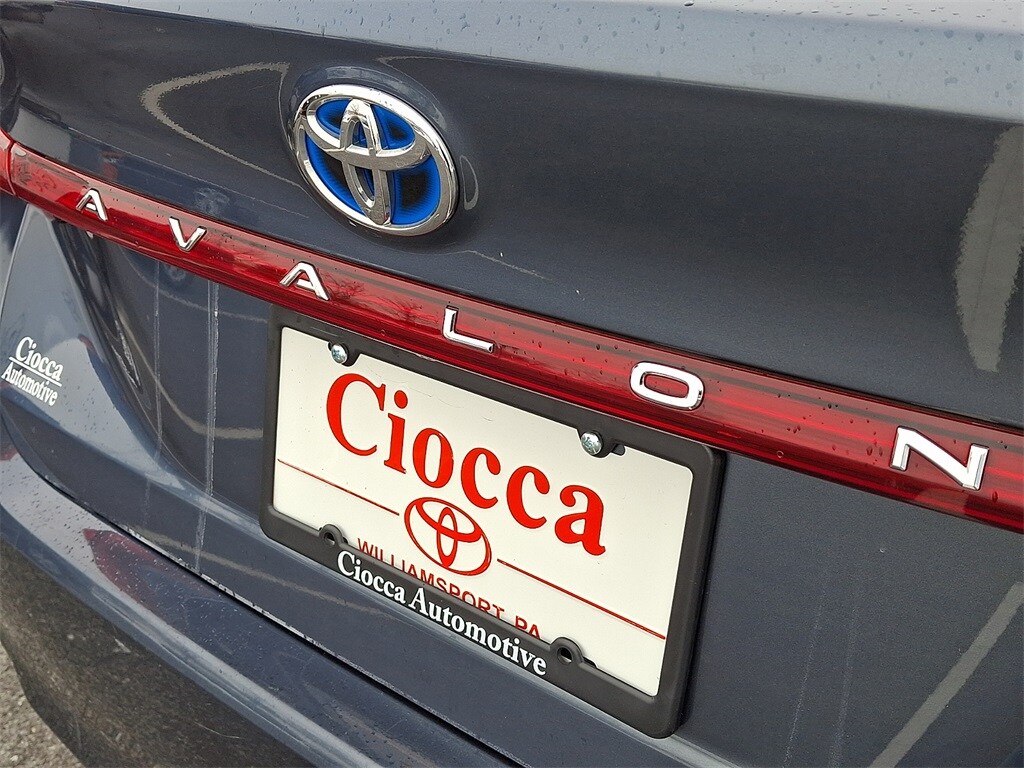 AVALON
Ciocca
Automotive
Ciocca
WILLIAMSPORT, PA
Ciocca Automotive